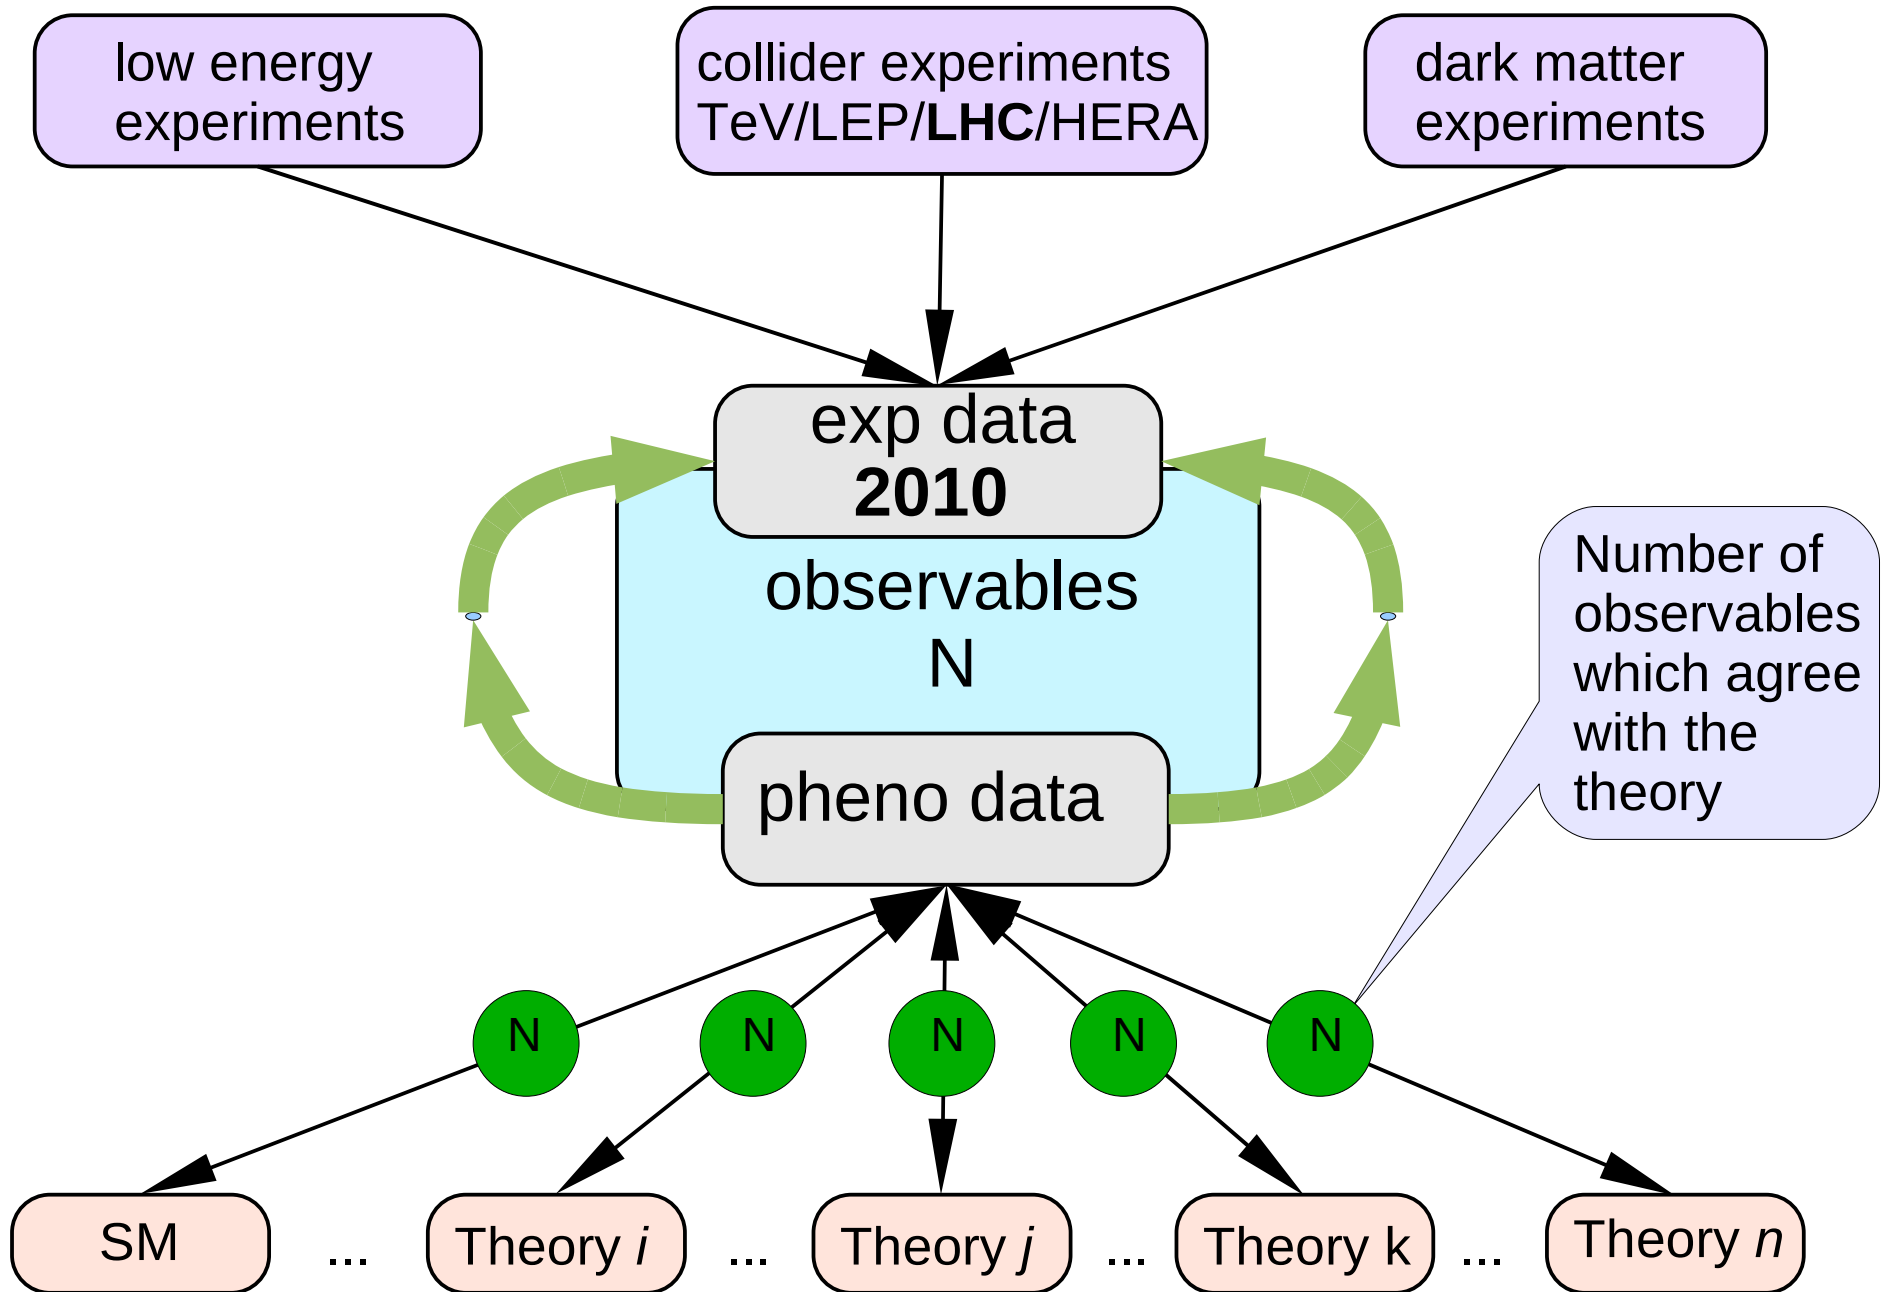 low energy
experiments
collider experiments
TeV/LEP/LHC/HERA
dark matter
experiments
exp data
2010
observables
N
pheno data
Number of
observables
which agree
with the
theory
N
N
N
N
N
SM
...
Theory i
...
Theory j
...
Theory k
...
Theory n